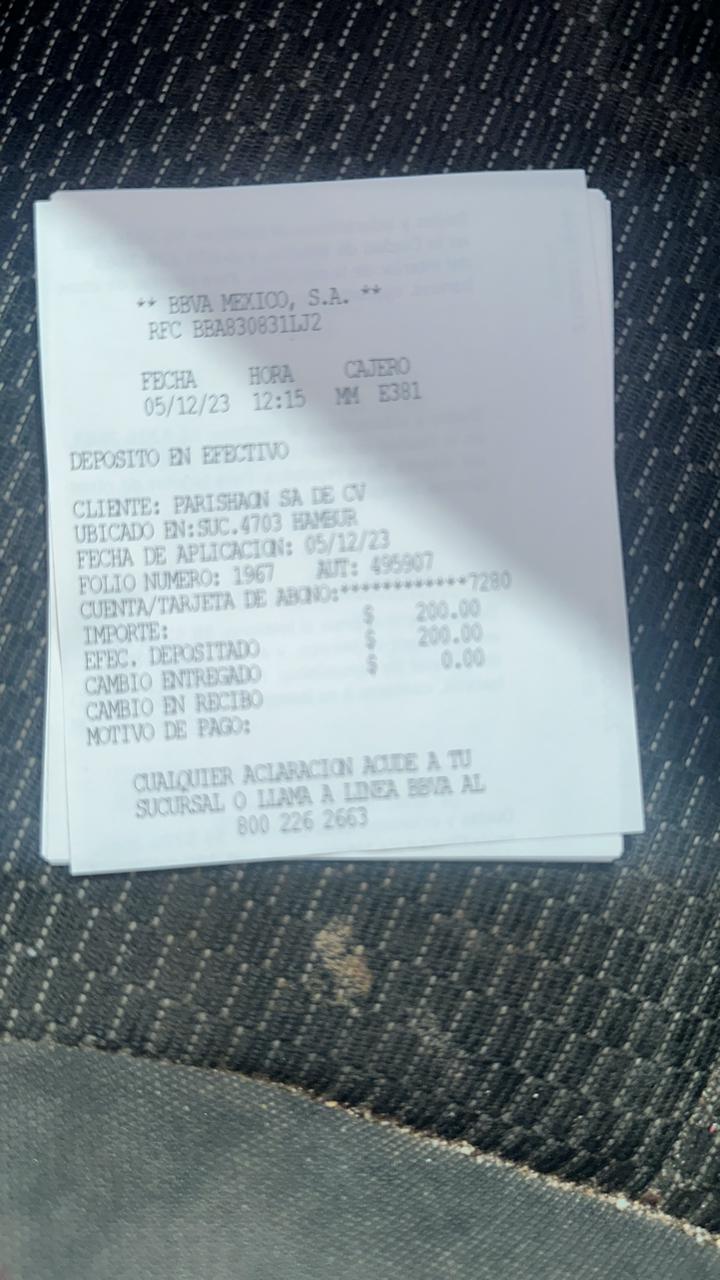 ** BBVA MEXICO, S.A. **
RFC BBA830831LJ2
FECHA HORA CAJERO
05/12/23 12:15 MM E381
DEPOSITO EN EFECTIVO
CLIENTE: PARISHAON SA DE CV
UBICADO EN:SUC.4703 HAMBUR
FECHA DE APLICACION: 05/12/23
FOLIO NUMERO: 1967 AUT: 495907
CUENTA/TARJETA DE ABONO:************7280
IMPORTE: $ 200.00
EFEC. DEPOSITADO $ 200.00
CAMBIO ENTREGADO $ 0.00
CAMBIO EN RECIBO
MOTIVO DE PAGO:
CUALQUIER ACLARACION ACUDE A TU
SUCURSAL O LLAMA A LINEA BBVA AL
800 226 2663